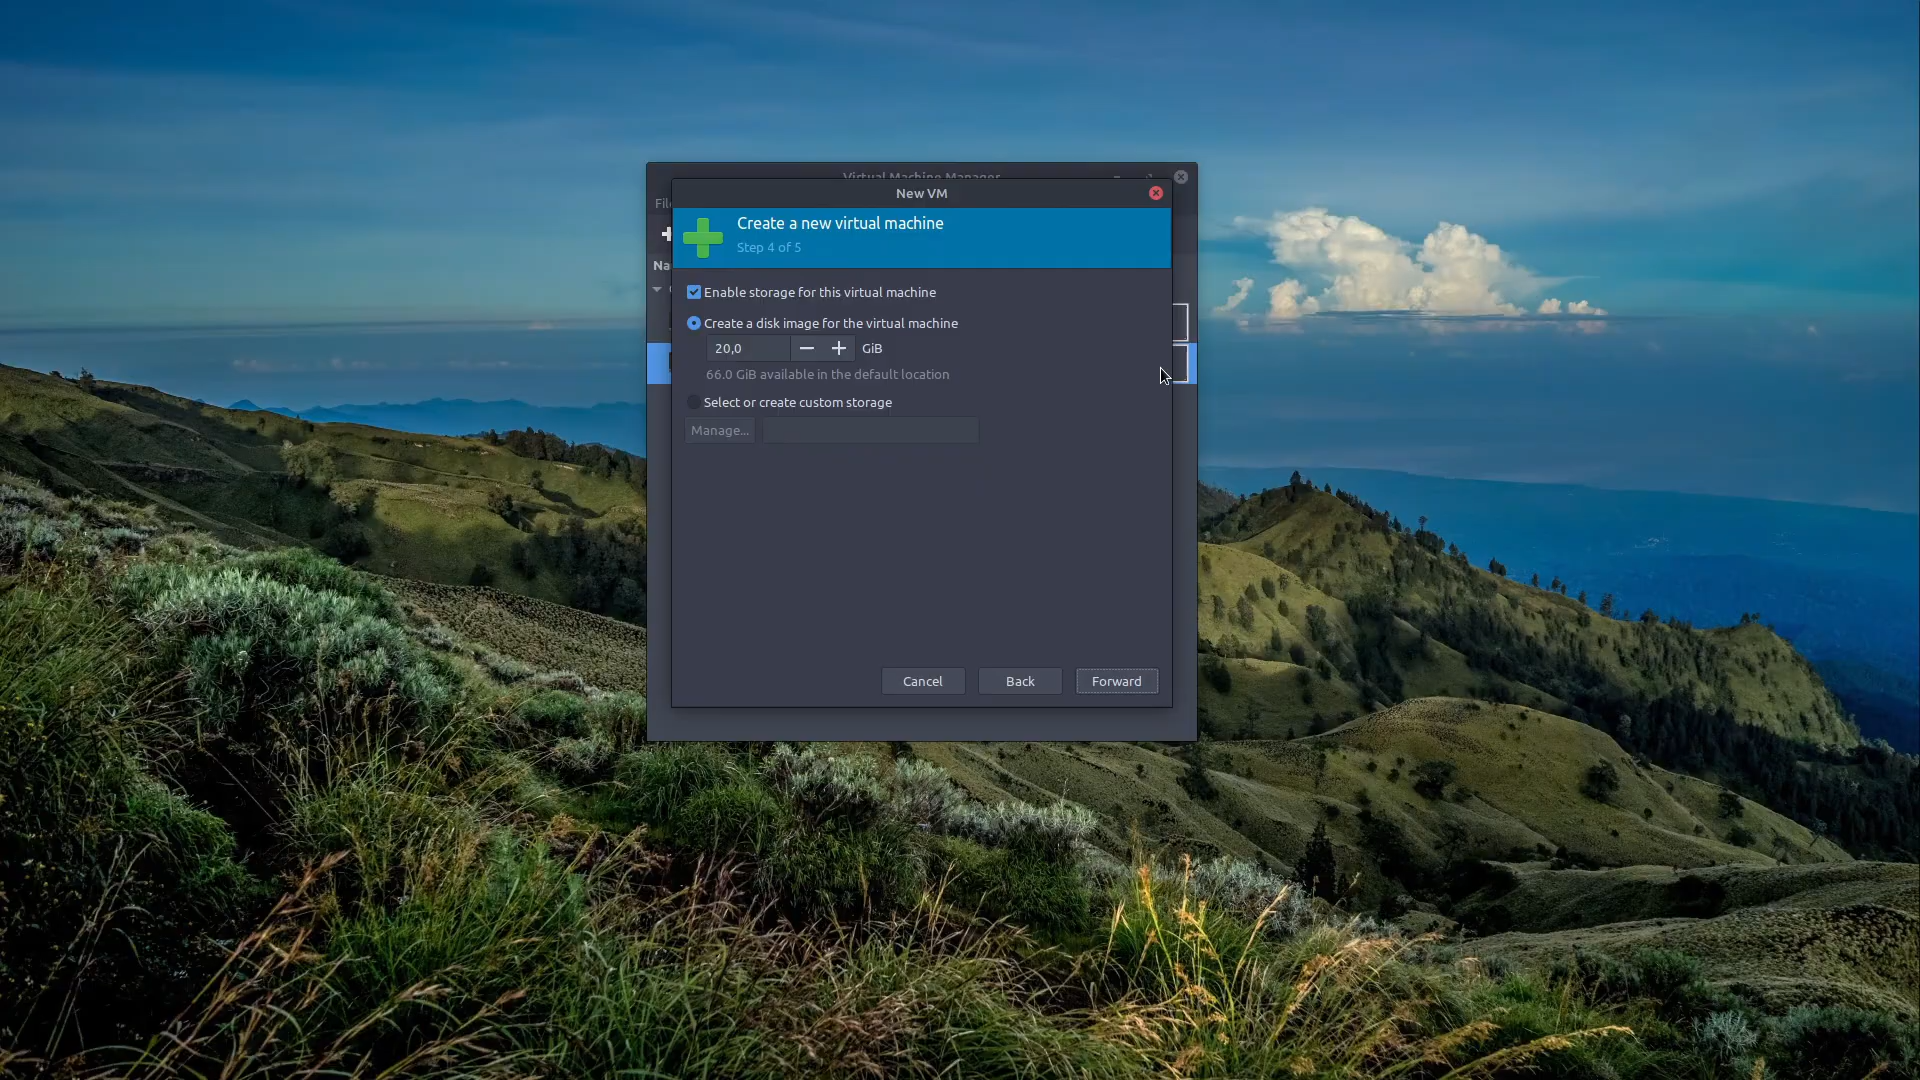 Virtual Machine Manager
New VM
Fil
Create a new virtual machine
Step 4 of 5
Na
Enable storage for this virtual machine
Create a disk image for the virtual machine
20,0 GiB
66.0 GiB available in the default location
Select or create custom storage
Manage...
Cancel Back Forward